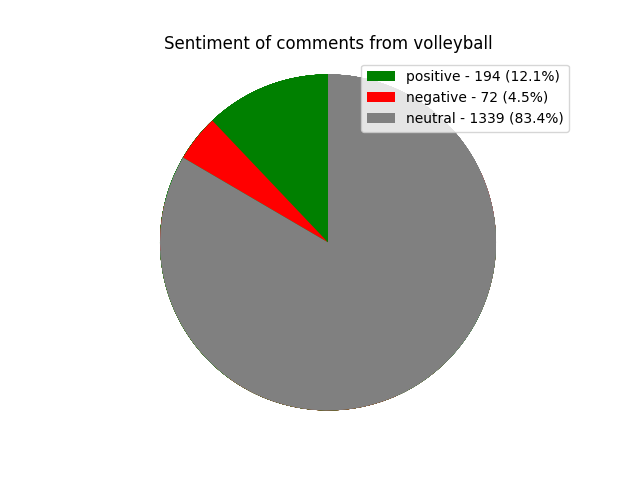 Sentiment of comments from volleyball
positive - 194 (12.1%)
negative - 72 (4.5%)
neutral - 1339 (83.4%)